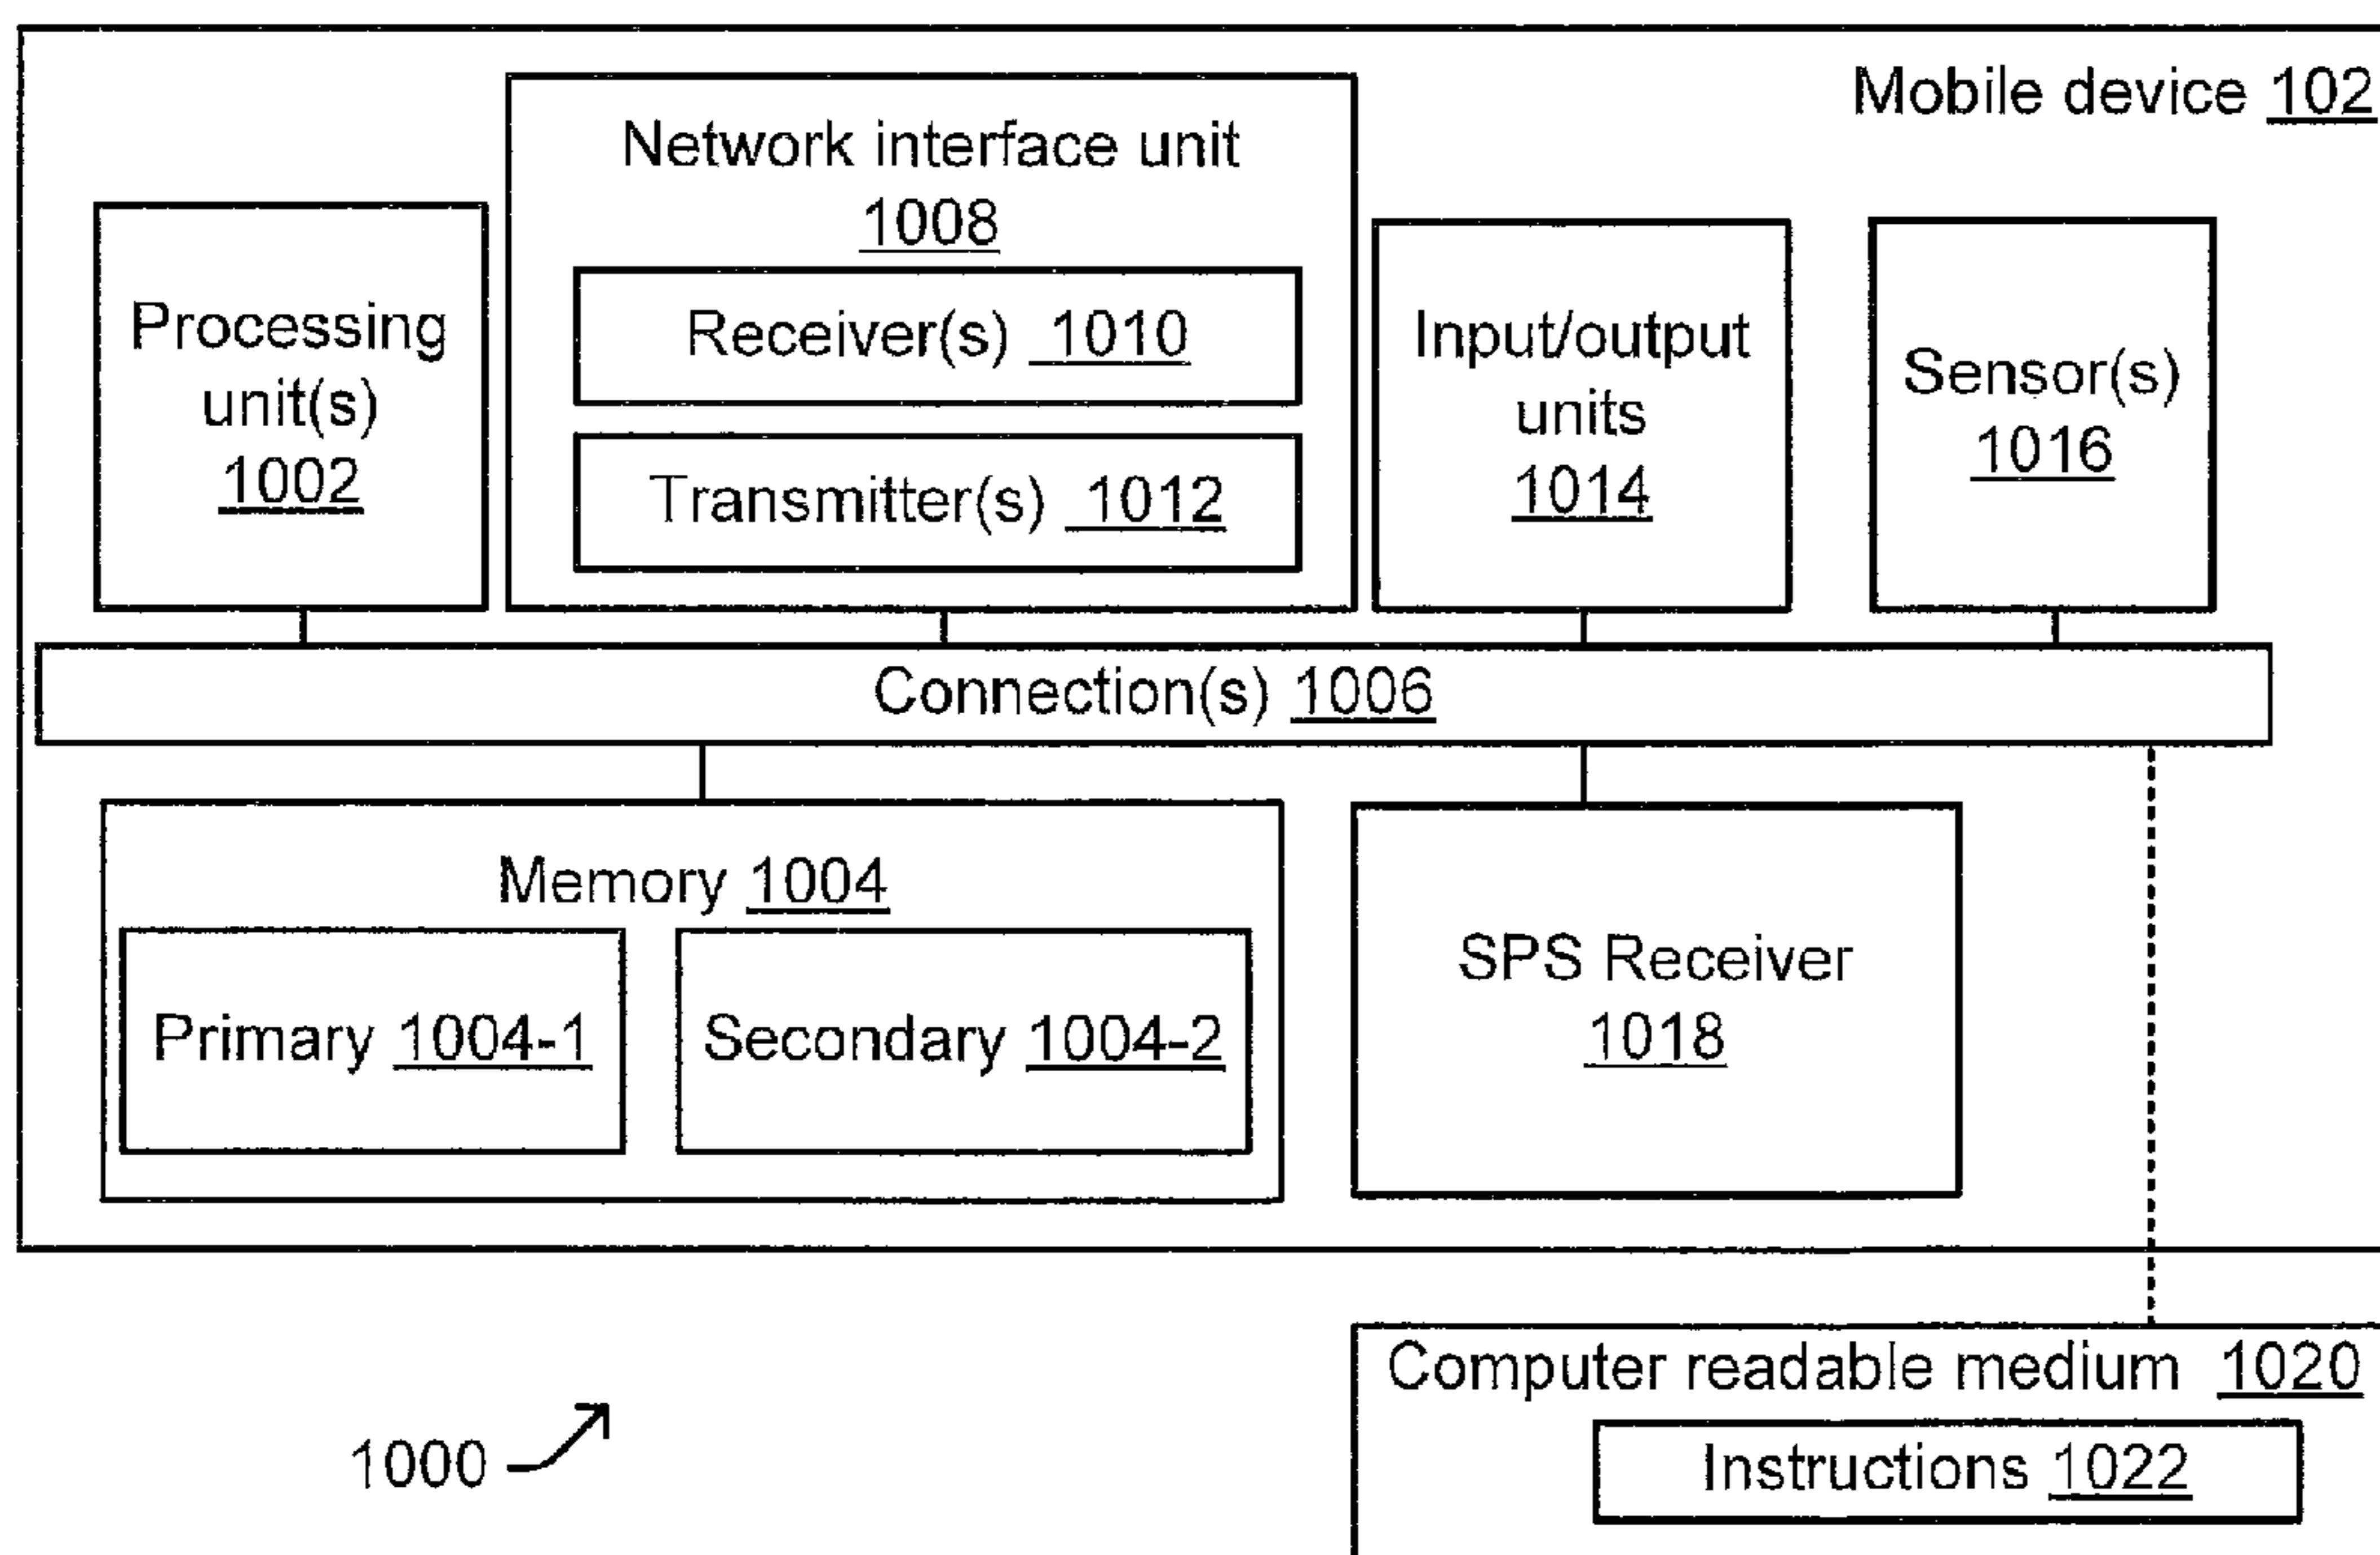 Mobile device 102
Network interface unit
1008
Receiver(s) 1010
Transmitter(s) 1012
Processing
unit(s)
1002
Input/output
units
1014
Sensor(s)
1016
Connection(s) 1006
Memory 1004
Primary 1004-1
Secondary 1004-2
SPS Receiver
1018
Computer readable medium 1020
Instructions 1022
1000